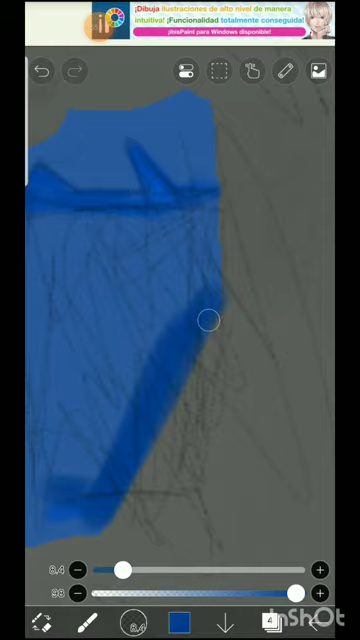 ¡Dibuja ilustraciones de alto nivel de manera
intuitiva! ¡Funcionalidad totalmente conseguida!
¡ibisPaint para Windows disponible!
8.4
98
8.4
4
InShOt